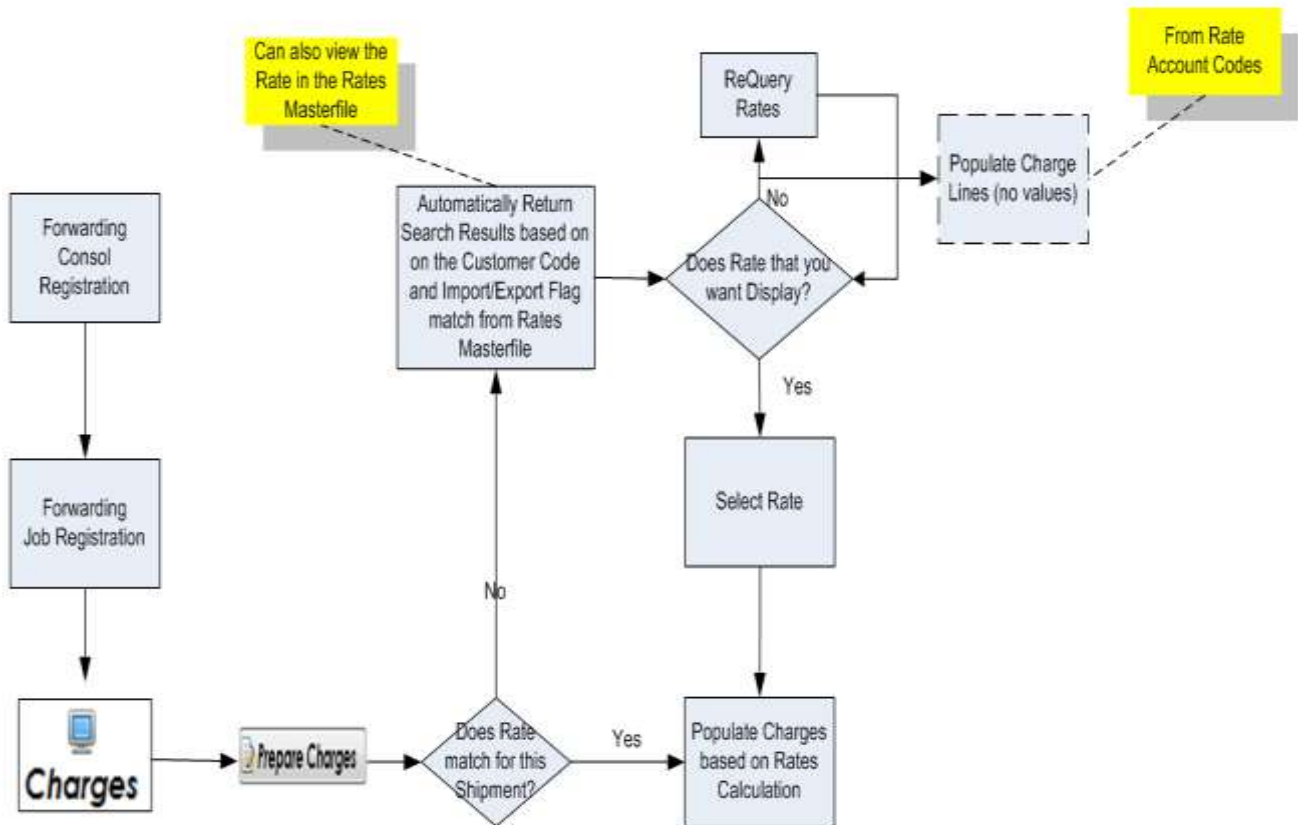 Can also view the
Rate in the Rates
Masterfile
ReQuery
Rates
From Rate
Account Codes
Populate Charge
Lines (no values)
Forwarding
Consol
Registration
Automatically Return
Search Results based on
on the Customer Code
and Import/Export Flag
match from Rates
Masterfile
No
Does Rate that you
want Display?
Yes
Forwarding
Job Registration
Select Rate
No
Charges
Prepare Charges
Does Rate
match for this
Shipment?
Yes
Populate Charges
based on Rates
Calculation